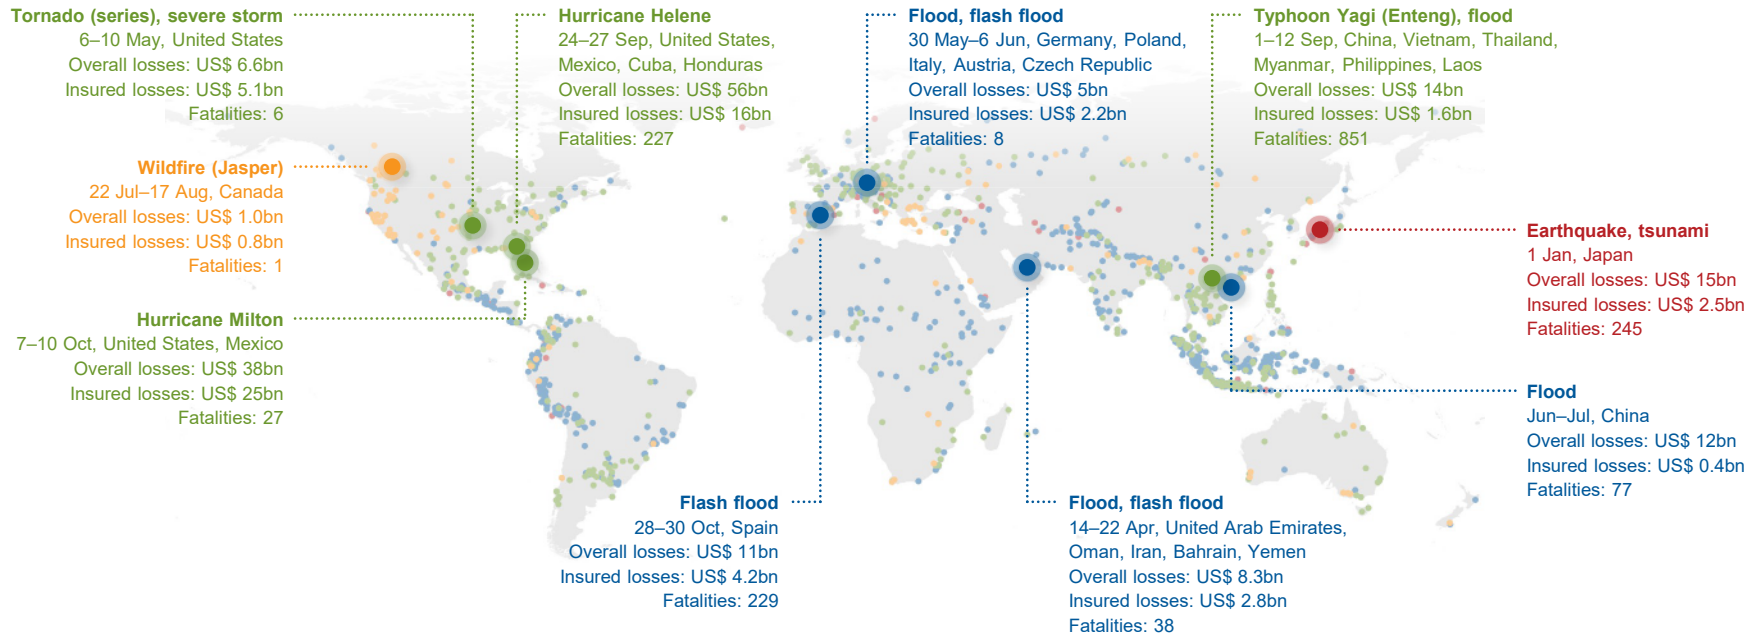 Tornado (series), severe storm
6–10 May, United States
Overall losses: US$ 6.6bn
Insured losses: US$ 5.1bn
Fatalities: 6
Hurricane Helene
24–27 Sep, United States,
Mexico, Cuba, Honduras
Overall losses: US$ 56bn
Insured losses: US$ 16bn
Fatalities: 227
Flood, flash flood
30 May–6 Jun, Germany, Poland,
Italy, Austria, Czech Republic
Overall losses: US$ 5bn
Insured losses: US$ 2.2bn
Fatalities: 8
Typhoon Yagi (Enteng), flood
1–12 Sep, China, Vietnam, Thailand,
Myanmar, Philippines, Laos
Overall losses: US$ 14bn
Insured losses: US$ 1.6bn
Fatalities: 851
Wildfire (Jasper)
22 Jul–17 Aug, Canada
Overall losses: US$ 1.0bn
Insured losses: US$ 0.8bn
Fatalities: 1
Earthquake, tsunami
1 Jan, Japan
Overall losses: US$ 15bn
Insured losses: US$ 2.5bn
Fatalities: 245
Hurricane Milton
7–10 Oct, United States, Mexico
Overall losses: US$ 38bn
Insured losses: US$ 25bn
Fatalities: 27
Flood
Jun–Jul, China
Overall losses: US$ 12bn
Insured losses: US$ 0.4bn
Fatalities: 77
Flash flood
28–30 Oct, Spain
Overall losses: US$ 11bn
Insured losses: US$ 4.2bn
Fatalities: 229
Flood, flash flood
14–22 Apr, United Arab Emirates,
Oman, Iran, Bahrain, Yemen
Overall losses: US$ 8.3bn
Insured losses: US$ 2.8bn
Fatalities: 38